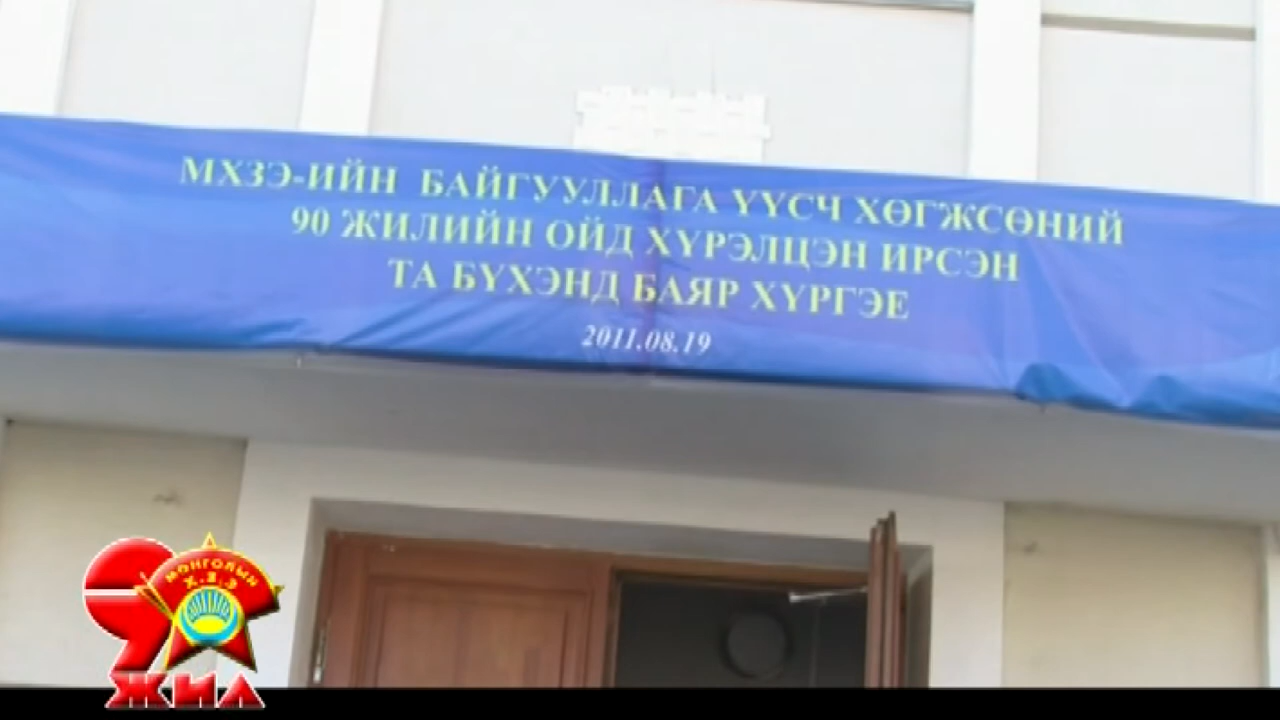 МХЗЭ-ИЙН БАЙГУУЛЛАГА ҮҮСЧ ХӨГЖСӨНИЙ
90 ЖИЛИЙН ОЙД ХҮРЭЛЦЭН ИРСЭН
ТА БҮХЭНД БАЯР ХҮРГЭЕ
2011.08.19
МОНГОЛЫН
Х.З.Э
9
ЖИЛ